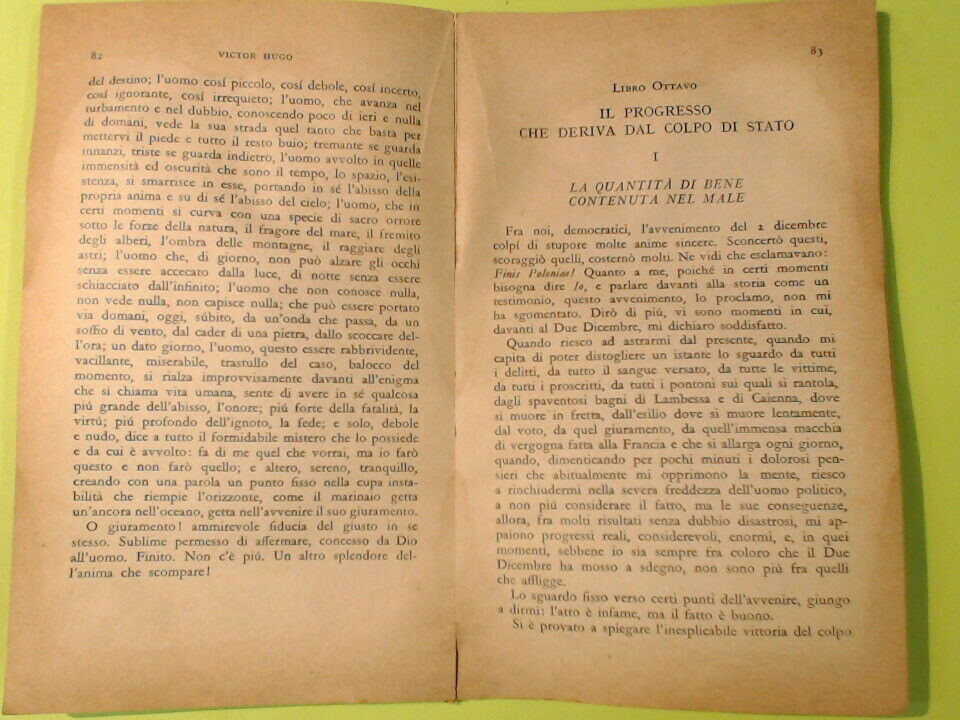 82
VICTOR HUGO
del destino; l'uomo cosí piccolo, cosí debole, cosí incerto,
cosí ignorante, cosí irrequieto; l'uomo, che avanza nel
turbamento e nel dubbio, conoscendo poco di ieri e nulla
di domani, vede la sua strada quel tanto che basta per
mettervi il piede e tutto il resto buio; tremante se guarda
innanzi, triste se guarda indietro, l'uomo avvolto in quelle
immensità ed oscurità che sono il tempo, lo spazio, l'esi-
stenza, si smarrisce in esse, portando in sé l'abisso della
propria anima e su di sé l'abisso del cielo; l'uomo, che in
certi momenti si curva con una specie di sacro orrore
sotto le forze della natura, il fragore del mare, il fremito
degli alberi, l'ombra delle montagne, il raggiare degli
astri; l'uomo che, di giorno, non può alzare gli occhi
senza essere accecato dalla luce, di notte senza essere
schiacciato dall'infinito; l'uomo che non conosce nulla,
non vede nulla, non capisce nulla; che può essere portato
via domani, oggi, súbito, da un'onda che passa, da un
soffio di vento, dal cader di una pietra, dallo scoccare del-
l'ora; un dato giorno, l'uomo, questo essere rabbrividente,
vacillante, miserabile, trastullo del caso, balocco del
momento, si rialza improvvisamente davanti all'enigma
che si chiama vita umana, sente di avere in sé qualcosa
piú grande dell'abisso, l'onore; piú forte della fatalità, la
virtú; piú profondo dell'ignoto, la fede; e solo, debole
e nudo, dice a tutto il formidabile mistero che lo possiede
e da cui è avvolto: fa di me quel che vorrai, ma io farò
questo e non farò quello; e altero, sereno, tranquillo,
creando con una parola un punto fisso nella cupa insta-
bilità che riempie l'orizzonte, come il marinaio getta
un'ancora nell'oceano, getta nell'avvenire il suo giuramento.
O giuramento! ammirevole fiducia del giusto in se
stesso. Sublime permesso di affermare, concesso da Dio
all'uomo. Finito. Non c'è piú. Un altro splendore del-
l'anima che scompare!
83
LIBRO OTTAVO
IL PROGRESSO
CHE DERIVA DAL COLPO DI STATO
I
LA QUANTITÀ DI BENE
CONTENUTA NEL MALE
Fra noi, democratici, l'avvenimento del 2 dicembre
colpí di stupore molte anime sincere. Sconcertò questi,
scoraggiò quelli, costernò molti. Ne vidi che esclamavano:
Finis Poloniae! Quanto a me, poiché in certi momenti
bisogna dire Io, e parlare davanti alla storia come un
testimonio, questo avvenimento, lo proclamo, non mi
ha sgomentato. Dirò di piú, vi sono momenti in cui,
davanti al Due Dicembre, mi dichiaro soddisfatto.
Quando riesco ad astrarmi dal presente, quando mi
capita di poter distogliere un istante lo sguardo da tutti
i delitti, da tutto il sangue versato, da tutte le vittime,
da tutti i proscritti, da tutti i pontoni sui quali si rantola,
dagli spaventosi bagni di Lambessa e di Caienna, dove
si muore in fretta, dall'esilio dove si muore lentamente,
dal voto, da quel giuramento, da quell'immensa macchia
di vergogna fatta alla Francia e che si allarga ogni giorno,
quando, dimenticando per pochi minuti i dolorosi pen-
sieri che abitualmente mi opprimono la mente, riesco
a rinchiudermi nella severa freddezza dell'uomo politico,
a non piú considerare il fatto, ma le sue conseguenze,
allora, fra molti risultati senza dubbio disastrosi, mi ap-
paiono progressi reali, considerevoli, enormi, e, in quei
momenti, sebbene io sia sempre fra coloro che il Due
Dicembre ha mosso a sdegno, non sono piú fra quelli
che affligge.
Lo sguardo fisso verso certi punti dell'avvenire, giungo
a dirmi: l'atto è infame, ma il fatto è buono.
Si è provato a spiegare l'inesplicabile vittoria del colpo